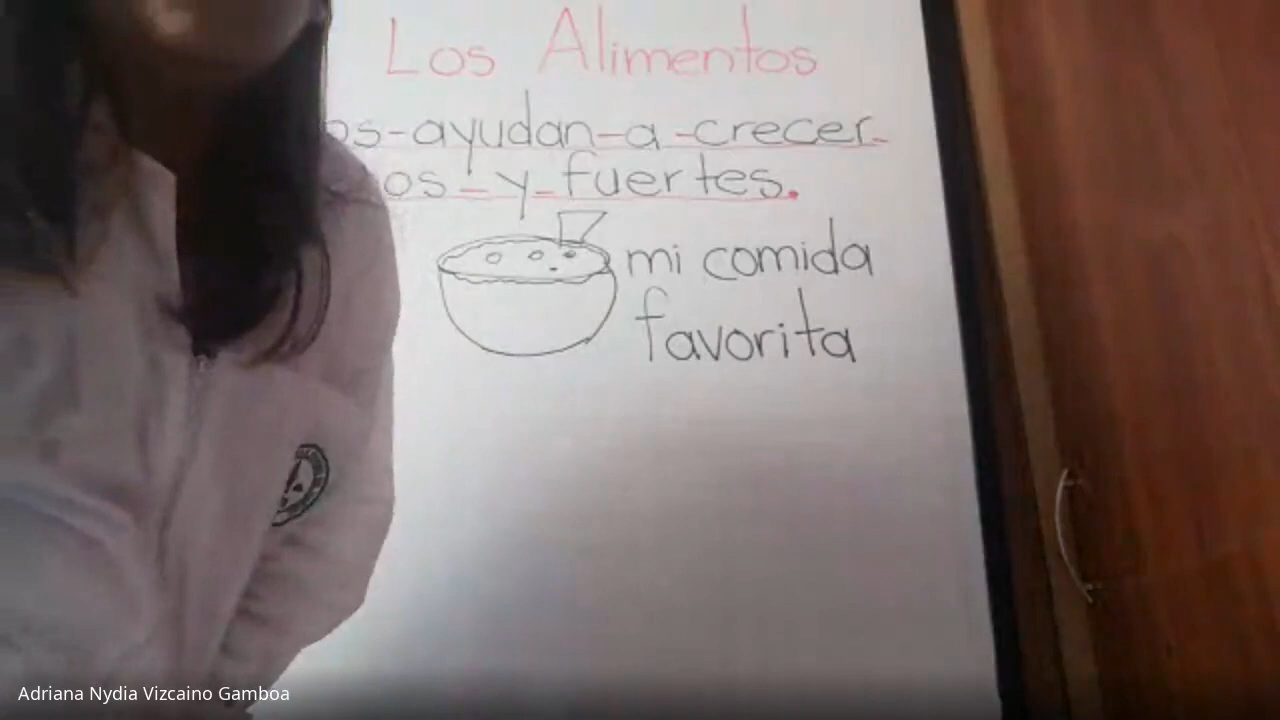 Los Alimentos
os-ayudan-a-crecer-
os-y-fuertes.
mi comida
favorita
Adriana Nydia Vizcaino Gamboa